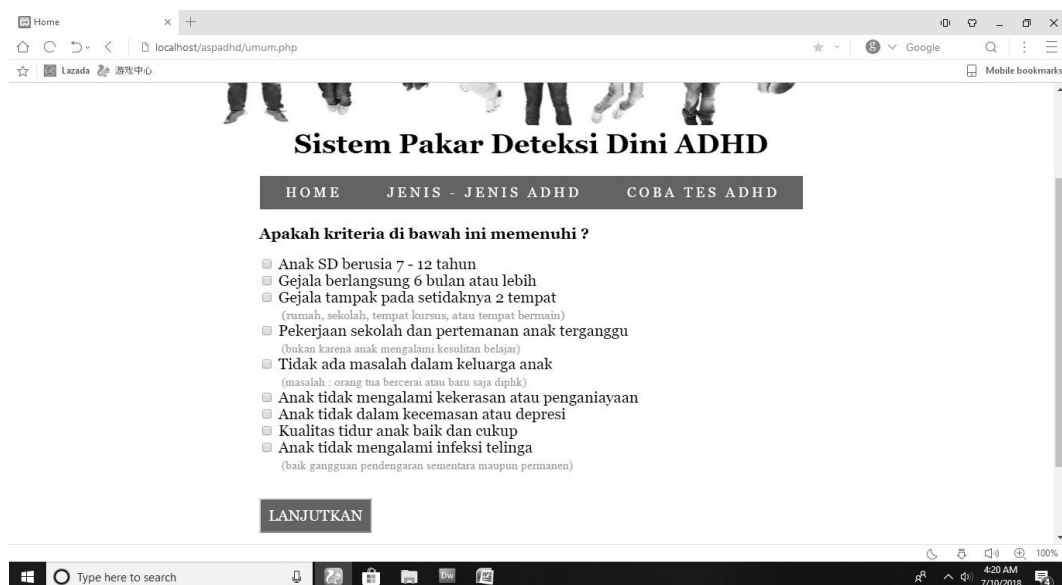 Home
localhost/aspadhd/umum.php
Google
Lazada 游戏中心
Mobile bookmarks
Sistem Pakar Deteksi Dini ADHD
HOME JENIS - JENIS ADHD COBA TES ADHD
Apakah kriteria di bawah ini memenuhi ?
Anak SD berusia 7 - 12 tahun
Gejala berlangsung 6 bulan atau lebih
Gejala tampak pada setidaknya 2 tempat
(rumah, sekolah, tempat kursus, atau tempat bermain)
Pekerjaan sekolah dan pertemanan anak terganggu
(bukan karena anak mengalami kesulitan belajar)
Tidak ada masalah dalam keluarga anak
(masalah : orang tua bercerai atau baru saja diphk)
Anak tidak mengalami kekerasan atau penganiayaan
Anak tidak dalam kecemasan atau depresi
Kualitas tidur anak baik dan cukup
Anak tidak mengalami infeksi telinga
(baik gangguan pendengaran sementara maupun permanen)
LANJUTKAN
100%
Type here to search
Dw
4:20 AM
7/10/2018